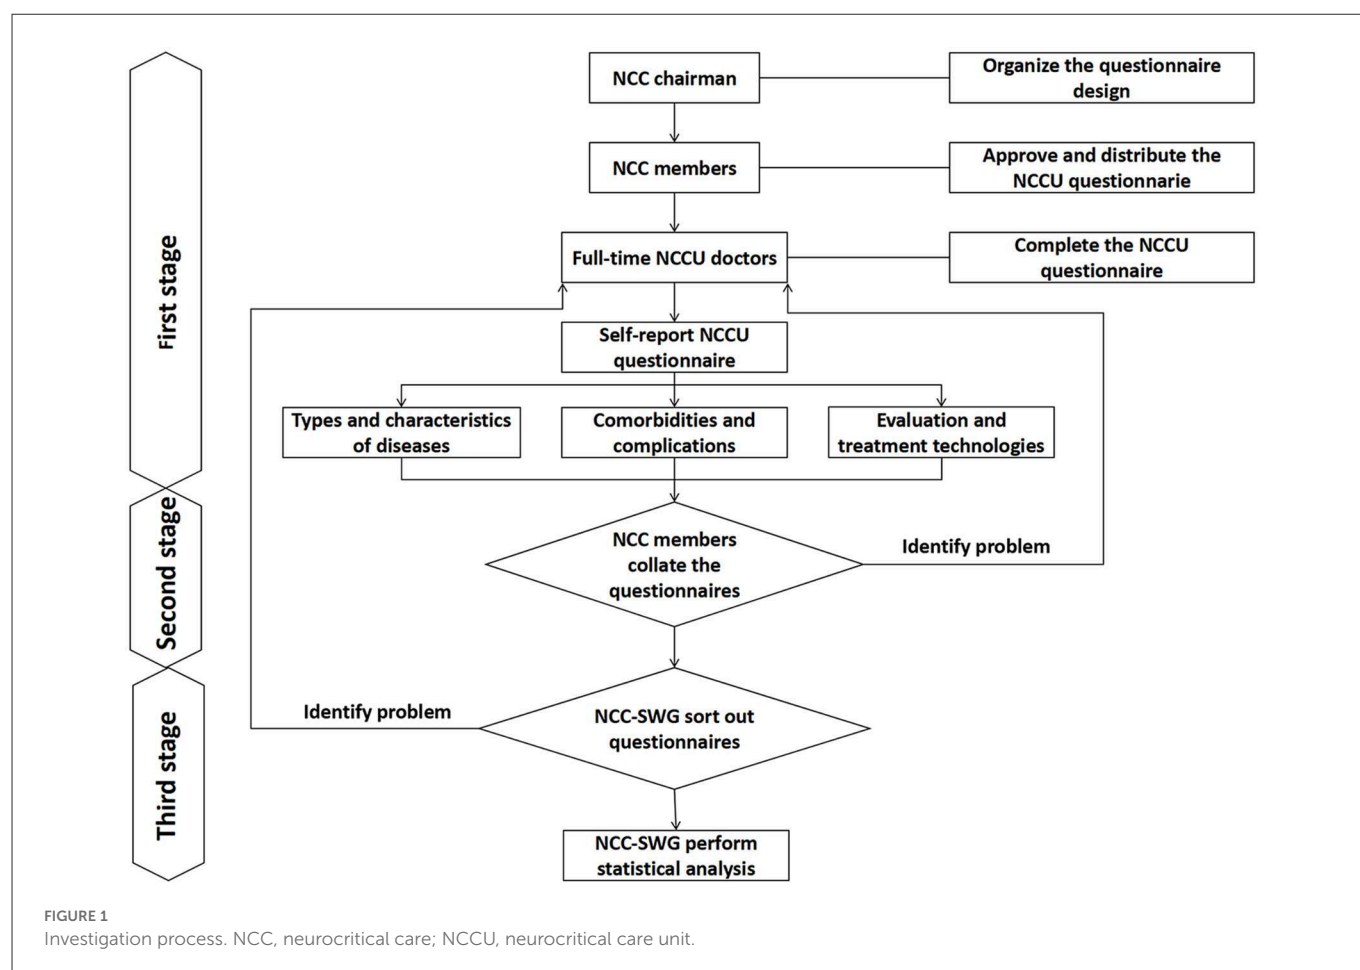 NCC chairman
Organize the questionnaire
design
NCC members
Approve and distribute the
NCCU questionnarie
Full-time NCCU doctors
Complete the NCCU
questionnaire
First stage
Self-report NCCU
questionnaire
Types and characteristics
of diseases
Comorbidities and
complications
Evaluation and
treatment technologies
Second stage
NCC members
collate the
questionnaires
Identify problem
Third stage
Identify problem
NCC-SWG sort out
questionnaires
NCC-SWG perform
statistical analysis
FIGURE 1
Investigation process. NCC, neurocritical care; NCCU, neurocritical care unit.